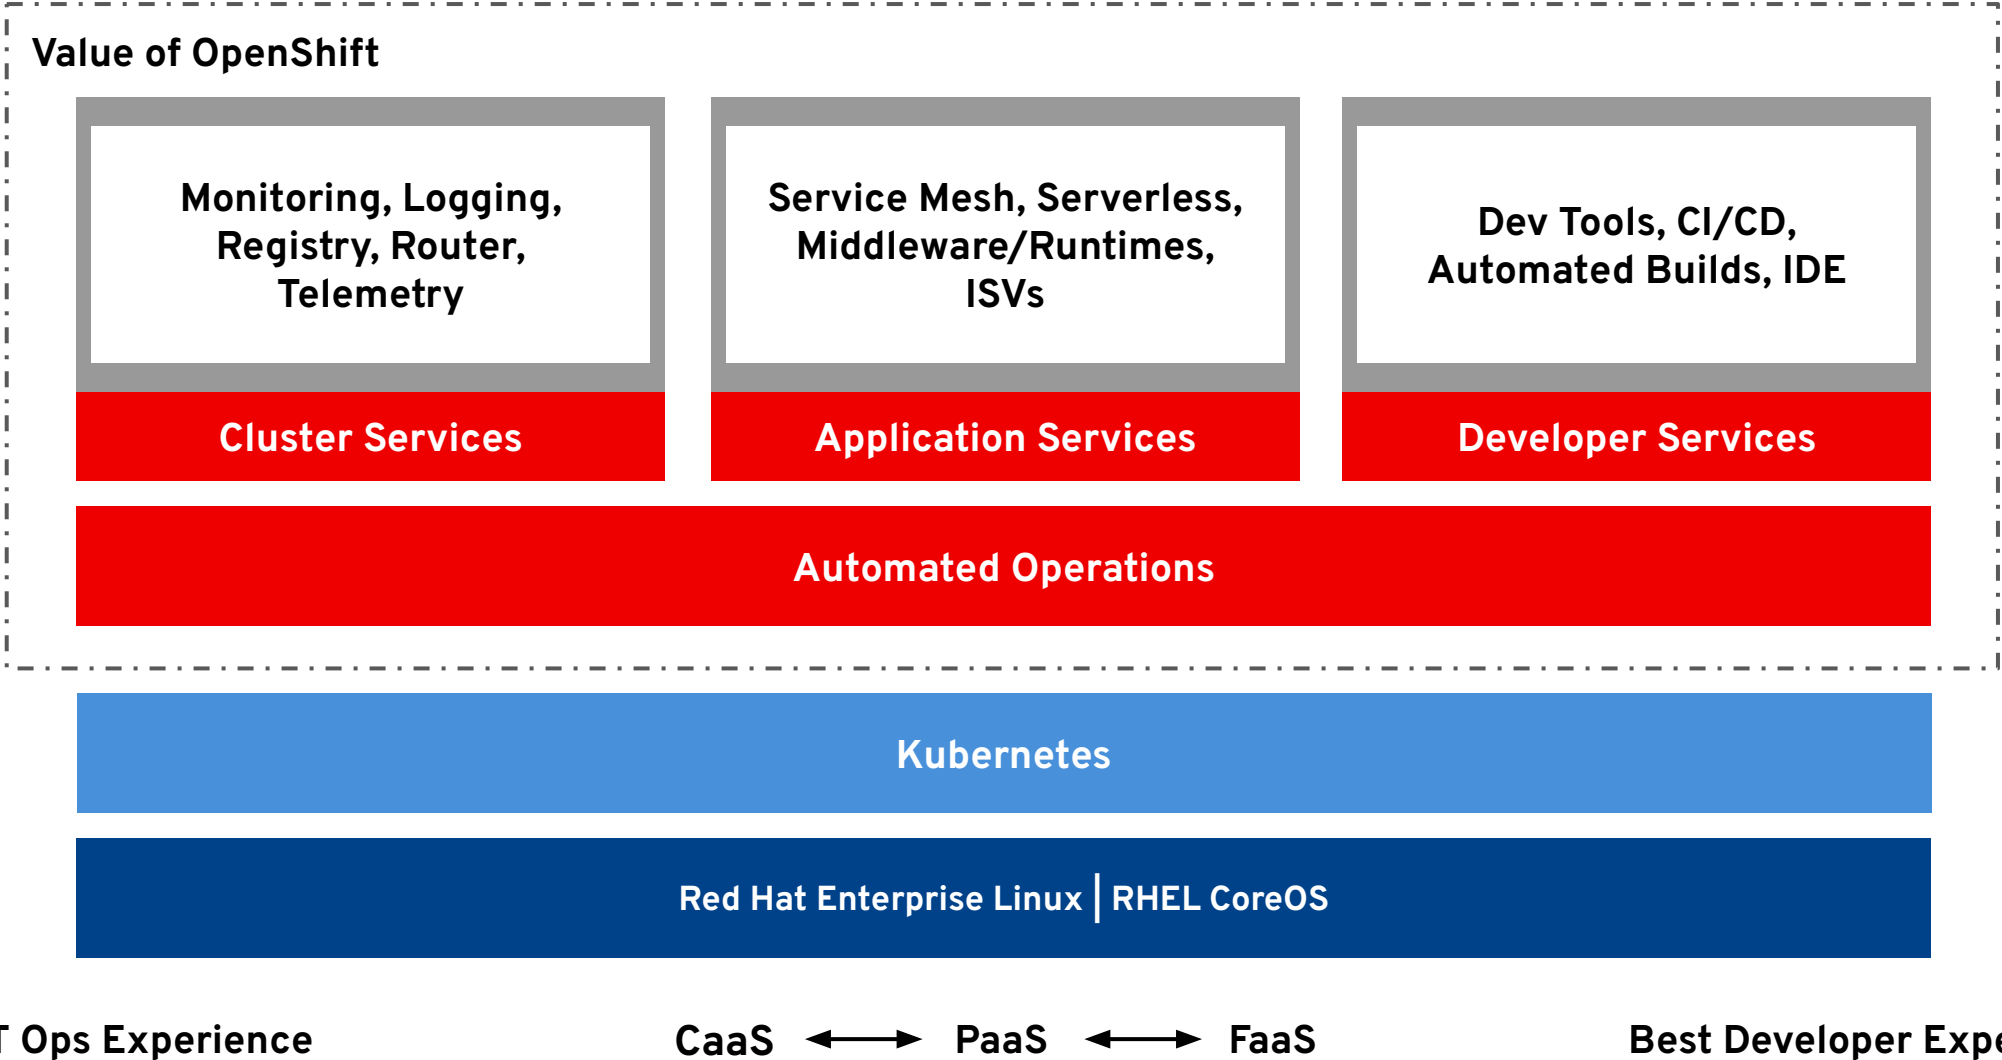 Value of OpenShift
Monitoring, Logging,
Registry, Router,
Telemetry
Cluster Services
Service Mesh, Serverless,
Middleware/Runtimes,
ISVs
Application Services
Dev Tools, CI/CD,
Automated Builds, IDE
Developer Services
Automated Operations
Kubernetes
Red Hat Enterprise Linux | RHEL CoreOS
Ops Experience
CaaS PaaS FaaS
Best Developer